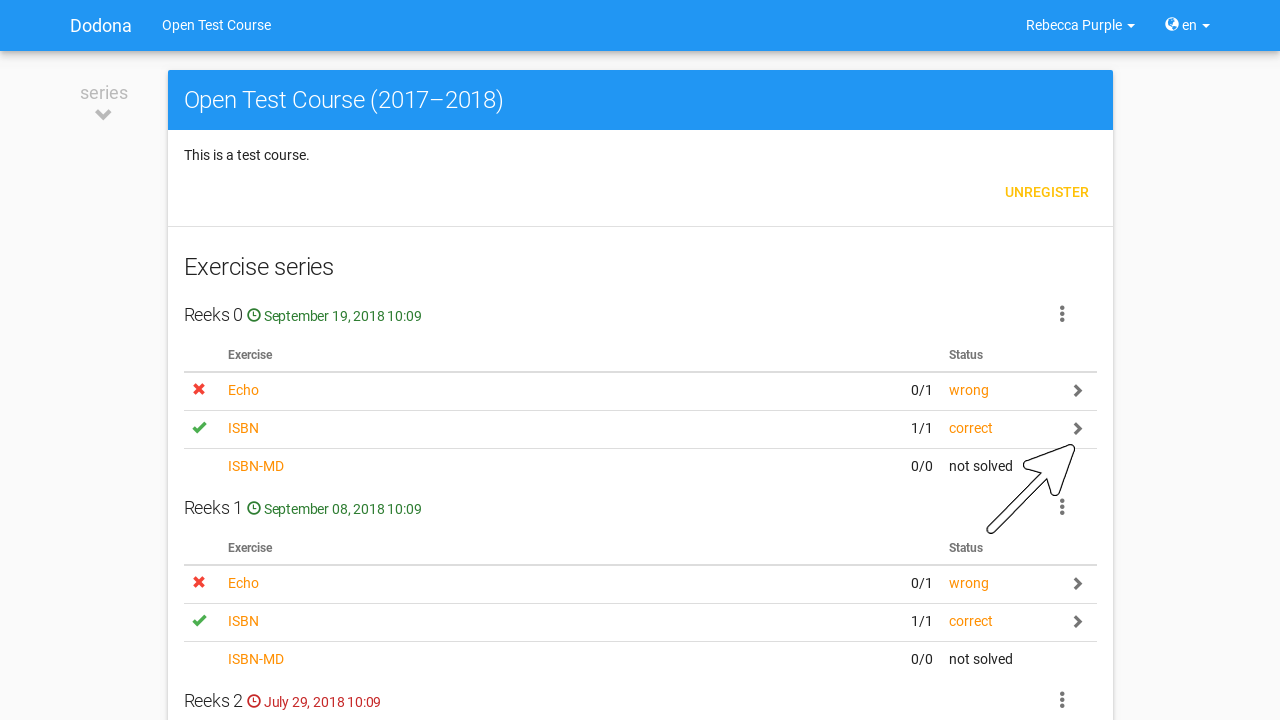 Dodona Open Test Course Rebecca Purple en
series
Open Test Course (2017–2018)
This is a test course.
UNREGISTER
Exercise series
Reeks 0 September 19, 2018 10:09
Exercise Status
Echo 0/1 wrong
ISBN 1/1 correct
ISBN-MD 0/0 not solved
Reeks 1 September 08, 2018 10:09
Exercise Status
Echo 0/1 wrong
ISBN 1/1 correct
ISBN-MD 0/0 not solved
Reeks 2 July 29, 2018 10:09